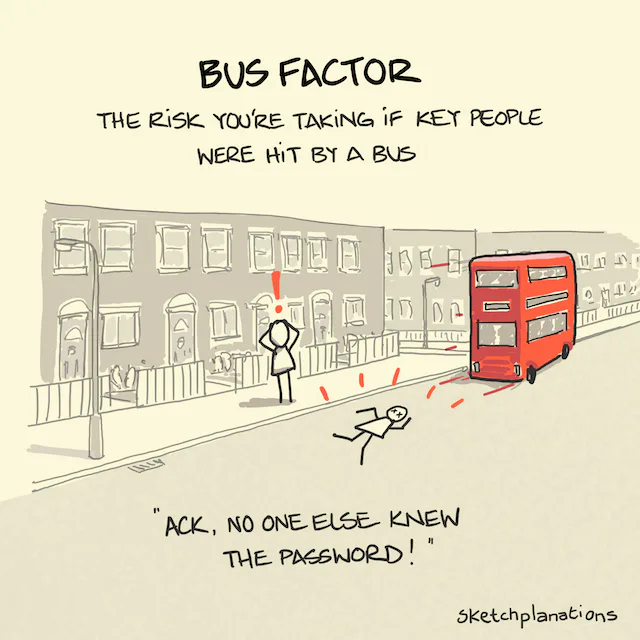 BUS FACTOR
THE RISK YOU'RE TAKING IF KEY PEOPLE
WERE HIT BY A BUS
!
"ACK, NO ONE ELSE KNEW
THE PASSWORD!"
sketchplanations